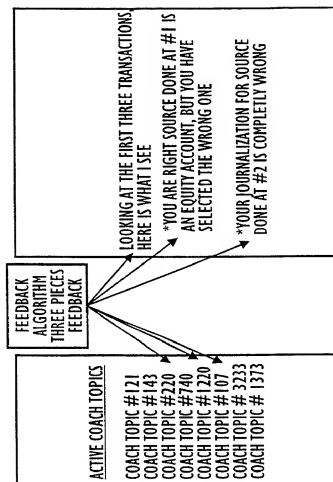 FEEDBACK
ALGORITHM
THREE PIECES
FEEDBACK
ACTIVE COACH TOPICS
COACH TOPIC #121
COACH TOPIC #143
COACH TOPIC #220
COACH TOPIC #740
COACH TOPIC #1220
COACH TOPIC #107
COACH TOPIC # 3233
COACH TOPIC # 1373
LOOKING AT THE FIRST THREE TRANSACTIONS,
HERE IS WHAT I SEE
*YOU ARE RIGHT SOURCE DONE AT #1 IS
AN EQUITY ACCOUNT, BUT YOU HAVE
SELECTED THE WRONG ONE
*YOUR JOURNALIZATION FOR SOURCE
DONE AT #2 IS COMPLETLY WRONG